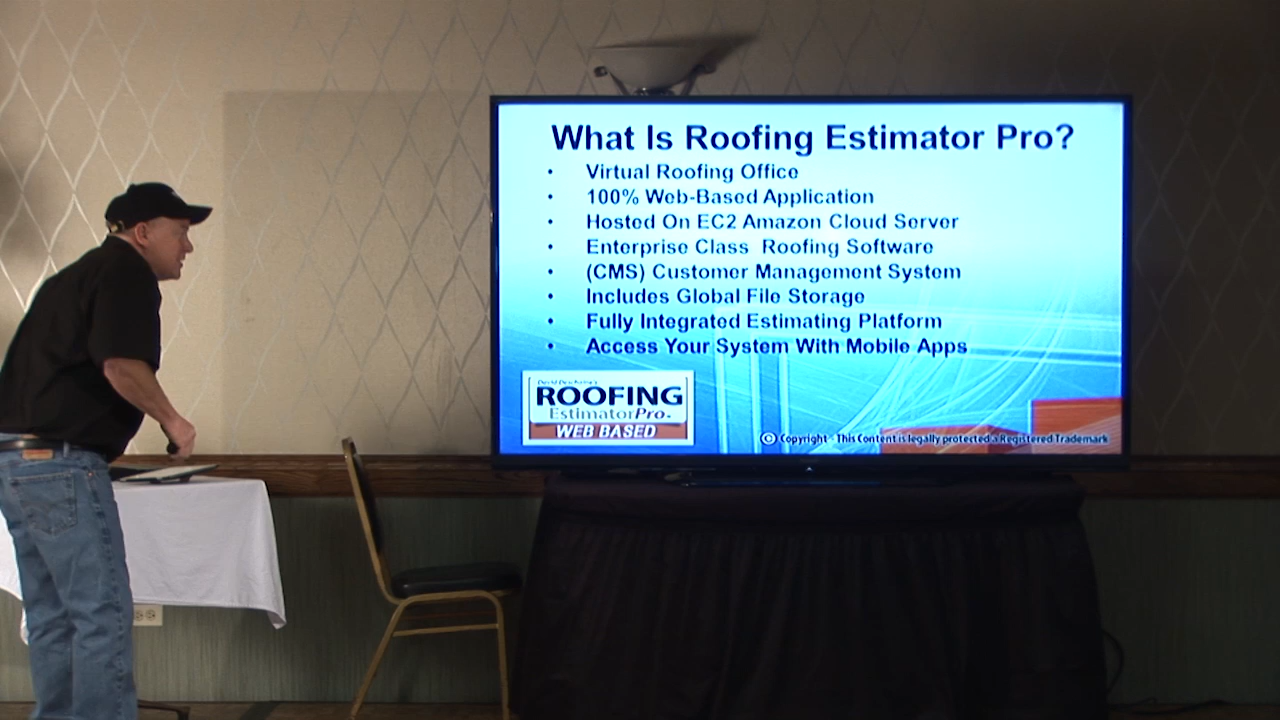 What Is Roofing Estimator Pro?
• Virtual Roofing Office
• 100% Web-Based Application
• Hosted On EC2 Amazon Cloud Server
• Enterprise Class Roofing Software
• (CMS) Customer Management System
• Includes Global File Storage
• Fully Integrated Estimating Platform
• Access Your System With Mobile Apps
ROOFING
EstimatorPro
WEB BASED
© Copyright - This Content is legally protected a Registered Trademark